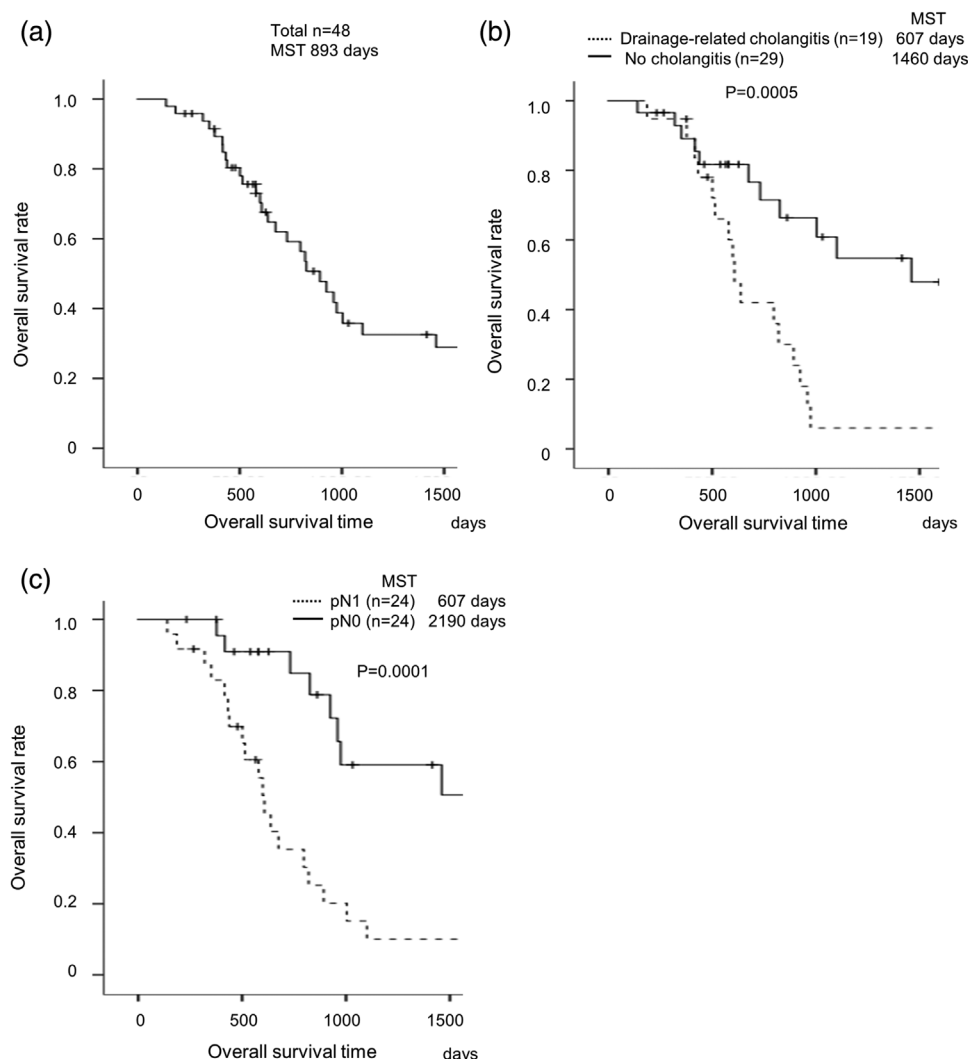 (a)
Total n=48
MST 893 days
1.0
0.8
0.6
0.4
0.2
0
Overall survival rate
0
500
1000
1500
Overall survival time
days
(b)
MST
Drainage-related cholangitis (n=19) 607 days
No cholangitis (n=29) 1460 days
P=0.0005
1.0
0.8
0.6
0.4
0.2
0
Overall survival rate
0
500
1000
1500
Overall survival time
days
(c)
MST
pN1 (n=24) 607 days
pN0 (n=24) 2190 days
P=0.0001
1.0
0.8
0.6
0.4
0.2
0
Overall survival rate
0
500
1000
1500
Overall survival time
days